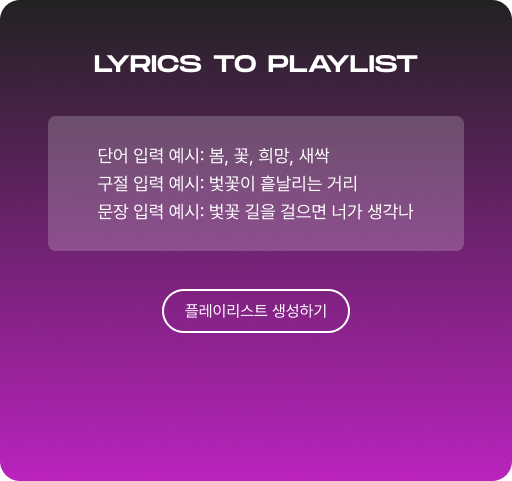 LYRICS TO PLAYLIST
단어 입력 예시: 봄, 꽃, 희망, 새싹
구절 입력 예시: 벚꽃이 흩날리는 거리
문장 입력 예시: 벚꽃 길을 걸으면 너가 생각나
플레이리스트 생성하기